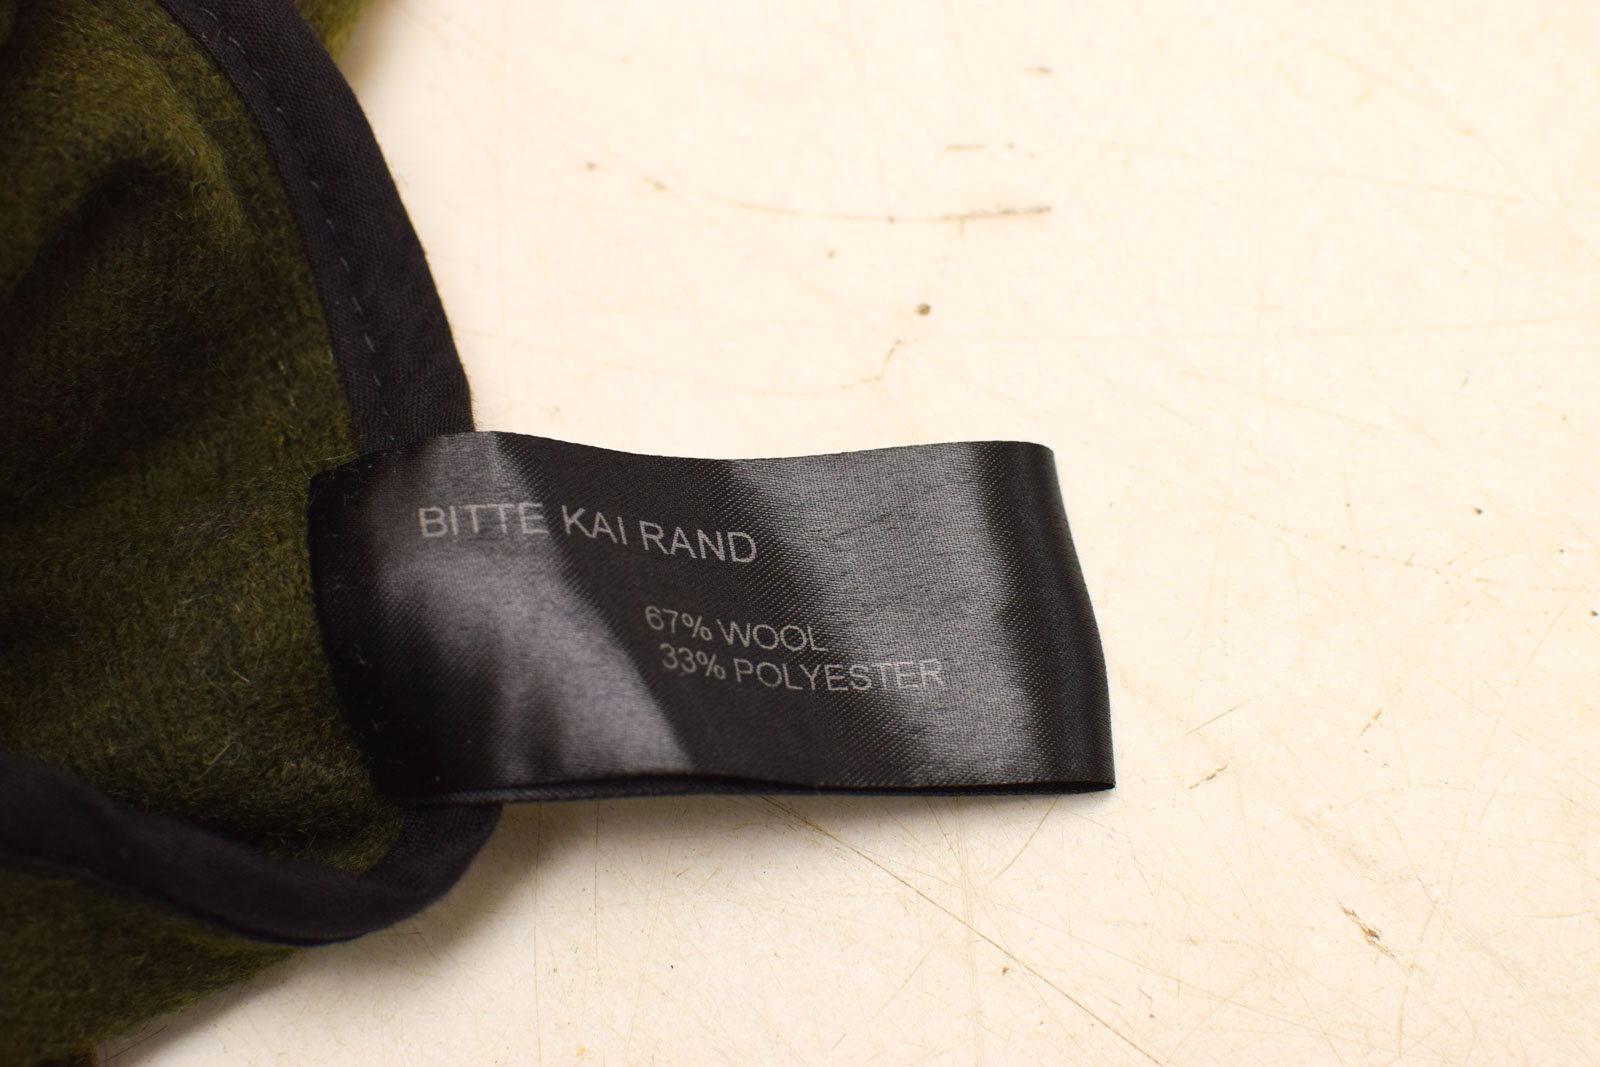 BITTE KAI RAND
67% WOOL
33% POLYESTER